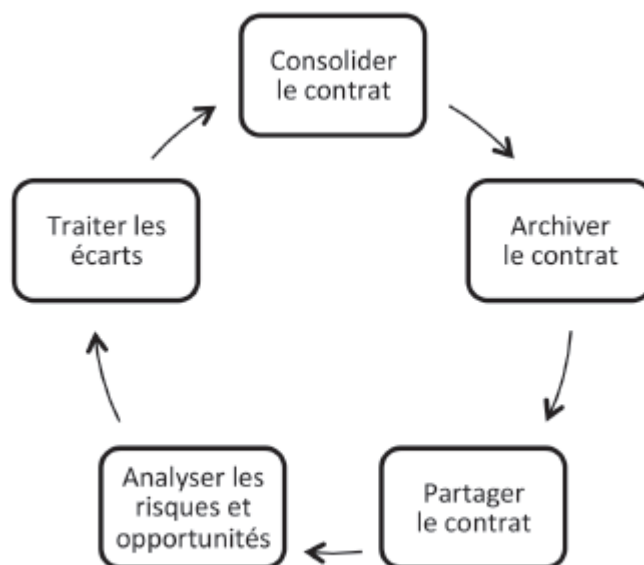 Consolider
le contrat
Archiver
le contrat
Partager
le contrat
Analyser les
risques et
opportunités
Traiter les
écarts